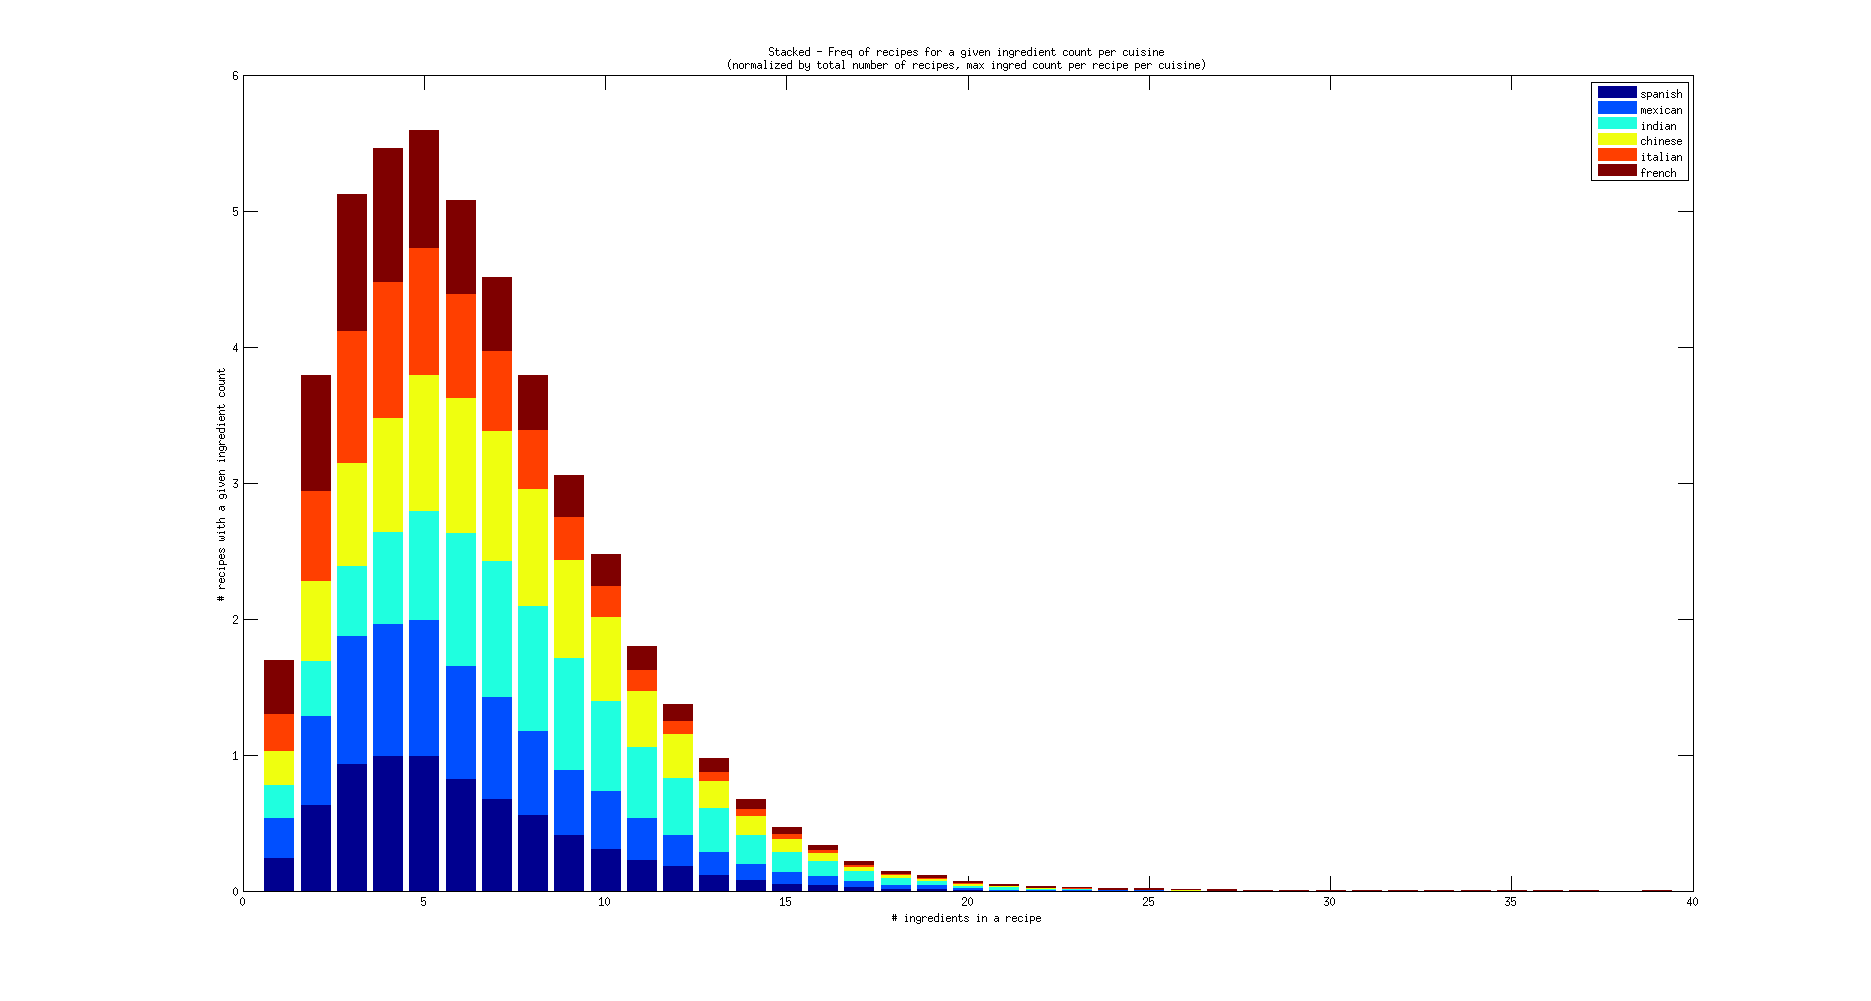 Stacked - Freq of recipes for a given ingredient count per cuisine
(normalized by total number of recipes, max ingred count per recipe per cuisine)
6
5
4
3
2
1
0
# recipes with a given ingredient count
spanish
mexican
indian
chinese
italian
french
0 5 10 15 20 25 30 35 40
# ingredients in a recipe